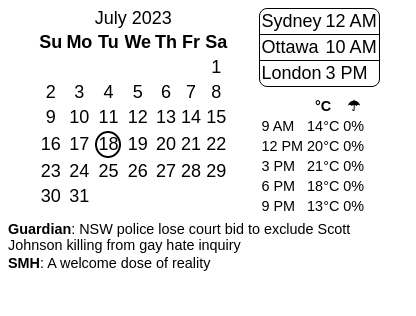 July 2023
Su Mo Tu We Th Fr Sa
1
2 3 4 5 6 7 8
9 10 11 12 13 14 15
16 17 18 19 20 21 22
23 24 25 26 27 28 29
30 31
Sydney 12 AM
Ottawa 10 AM
London 3 PM
°C ☂
9 AM 14°C 0%
12 PM 20°C 0%
3 PM 21°C 0%
6 PM 18°C 0%
9 PM 13°C 0%
Guardian: NSW police lose court bid to exclude Scott
Johnson killing from gay hate inquiry
SMH: A welcome dose of reality